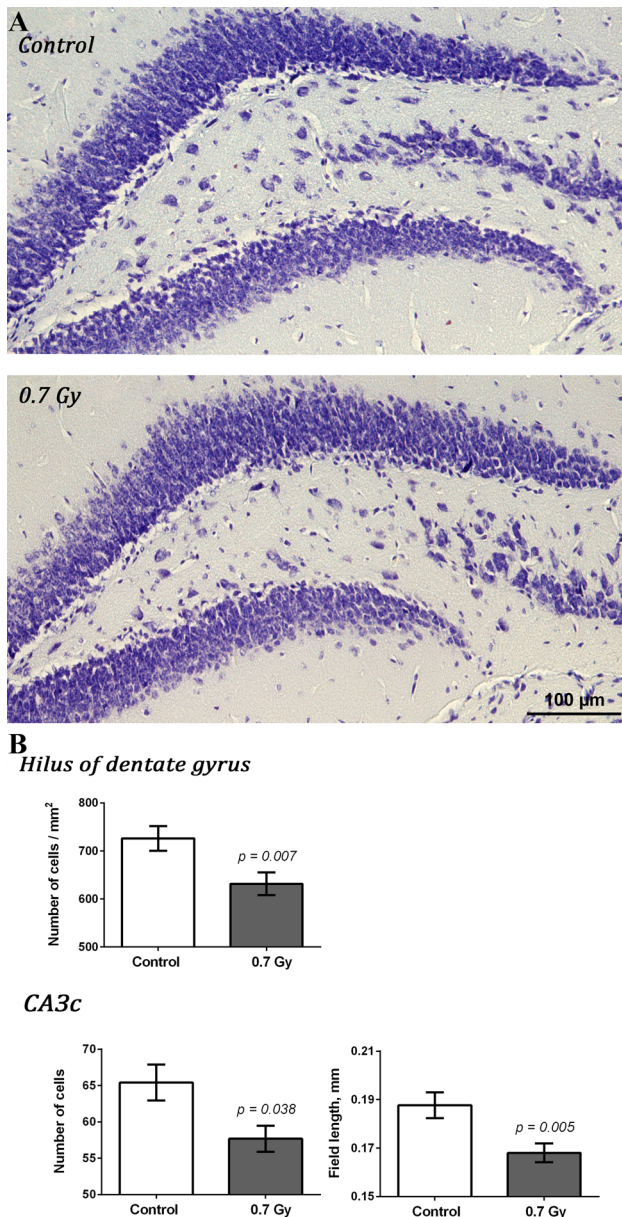 A
Control
0.7 Gy
100 μm
B
Hilus of dentate gyrus
Number of cells / mm²
800
700
600
500
p = 0.007
Control
0.7 Gy
CA3c
Number of cells
70
65
60
55
50
p = 0.038
Control
0.7 Gy
Field length, mm
0.21
0.19
0.17
0.15
p = 0.005
Control
0.7 Gy